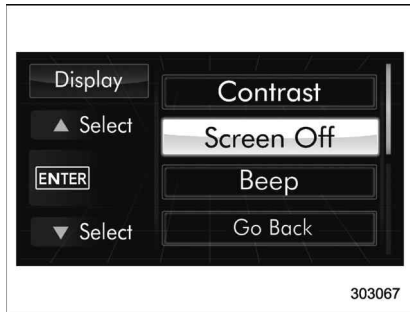 Display
▲ Select
ENTER
▼ Select
Contrast
Screen Off
Beep
Go Back
303067